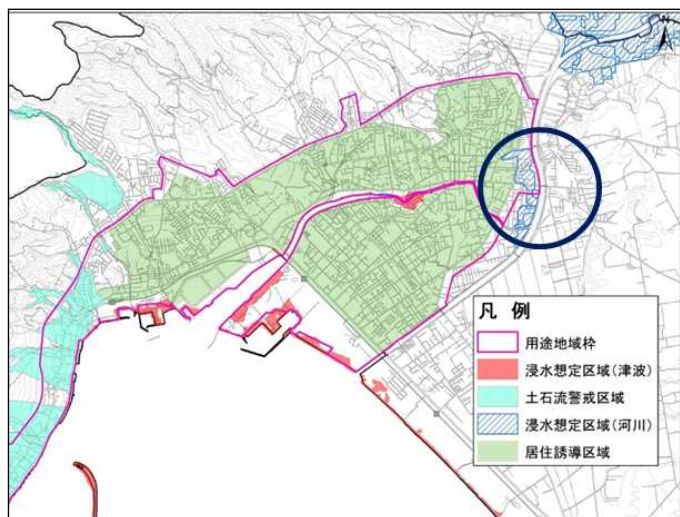 N
凡 例
用途地域枠
浸水想定区域(津波)
土石流警戒区域
浸水想定区域(河川)
居住誘導区域